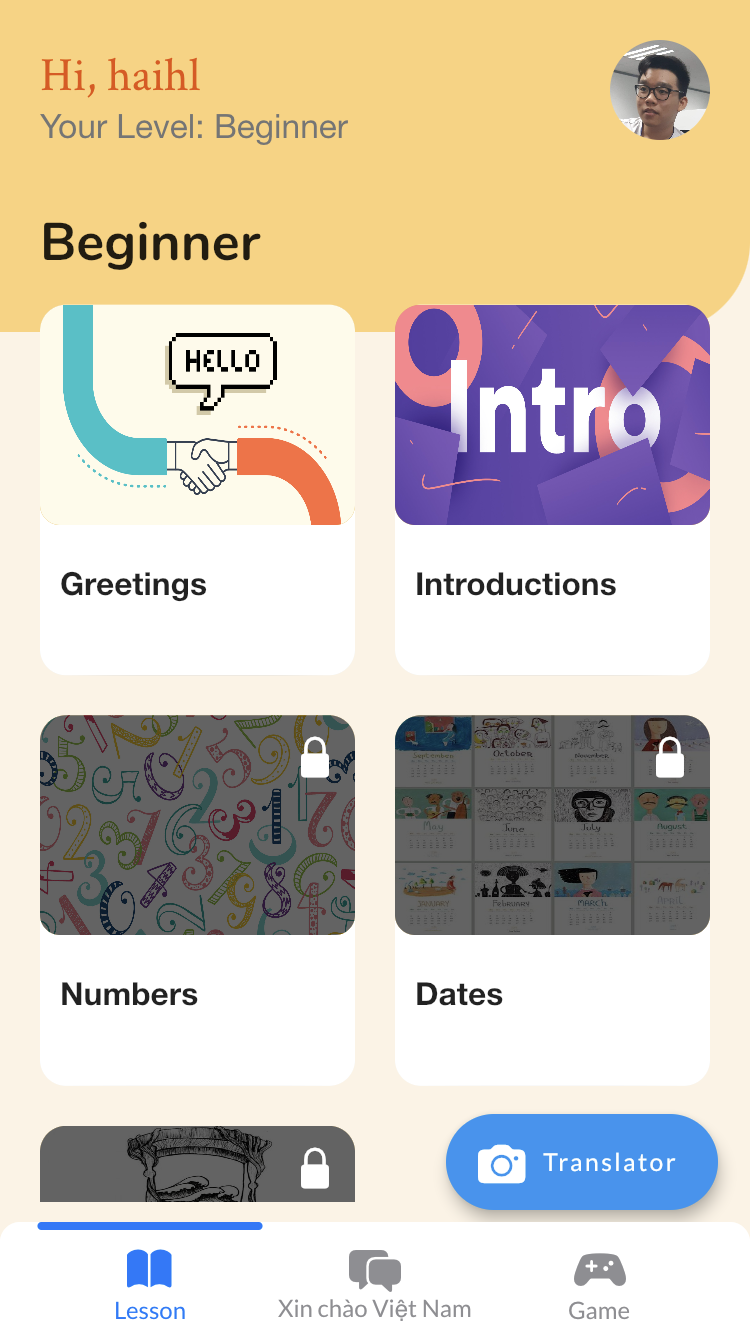 Hi, haihl
Your Level: Beginner
Beginner
HELLO
Intro
Greetings
Introductions
September
October
November
May
June
July
August
JANUARY
February
MARCH
APRIL
Numbers
Dates
Translator
Lesson
Xin chào Việt Nam
Game